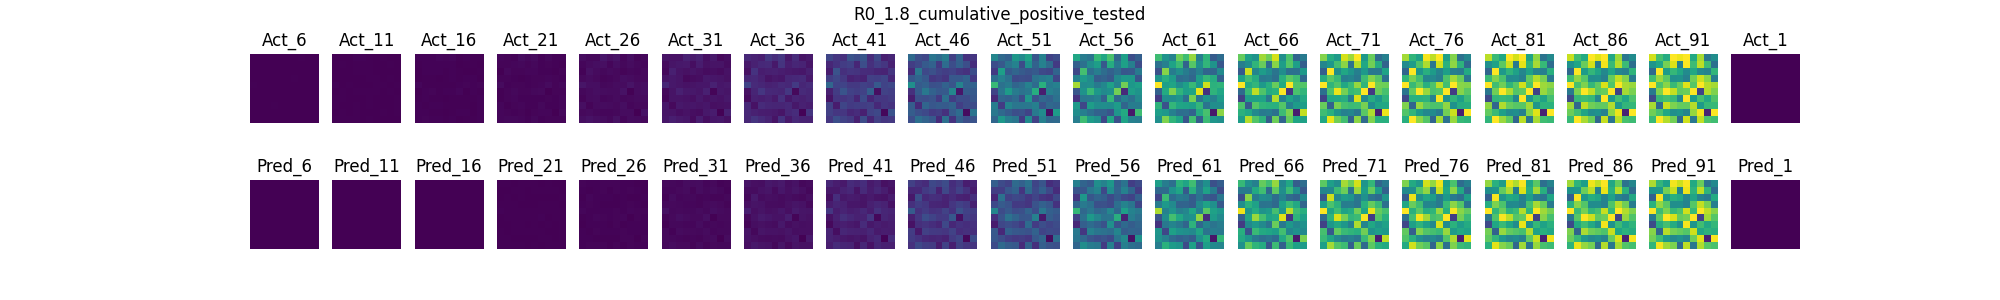 R0_1.8_cumulative_positive_tested
Act_6 Act_11 Act_16 Act_21 Act_26 Act_31 Act_36 Act_41 Act_46 Act_51 Act_56 Act_61 Act_66 Act_71 Act_76 Act_81 Act_86 Act_91 Act_1
Pred_6 Pred_11 Pred_16 Pred_21 Pred_26 Pred_31 Pred_36 Pred_41 Pred_46 Pred_51 Pred_56 Pred_61 Pred_66 Pred_71 Pred_76 Pred_81 Pred_86 Pred_91 Pred_1